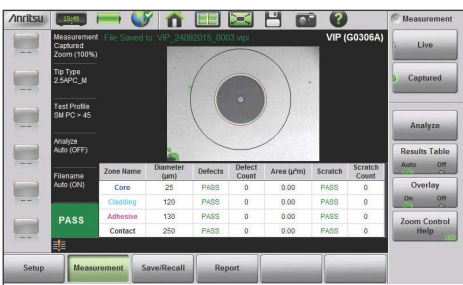 Anritsu
15:49
Measurement
Captured
Zoom (100%)
File Saved to: VIP_24092015_0003.vipi
VIP (G0306A)
Tip Type
2.5APC_M
Test Profile
SM PC > 45
Analyze
Auto (OFF)
Filename
Auto (ON)
PASS
Zone Name Diameter (µm) Defects Defect Count Area (µ²m) Scratch Scratch Count
Core 25 PASS 0 0.00 PASS 0
Cladding 120 PASS 0 0.00 PASS 0
Adhesive 130 PASS 0 0.00 PASS 0
Contact 250 PASS 0 0.00 PASS 0
Measurement
Live
Captured
Analyze
Results Table
Auto Off
Overlay
On Off
Zoom Control
Help
Setup Measurement Save/Recall Report